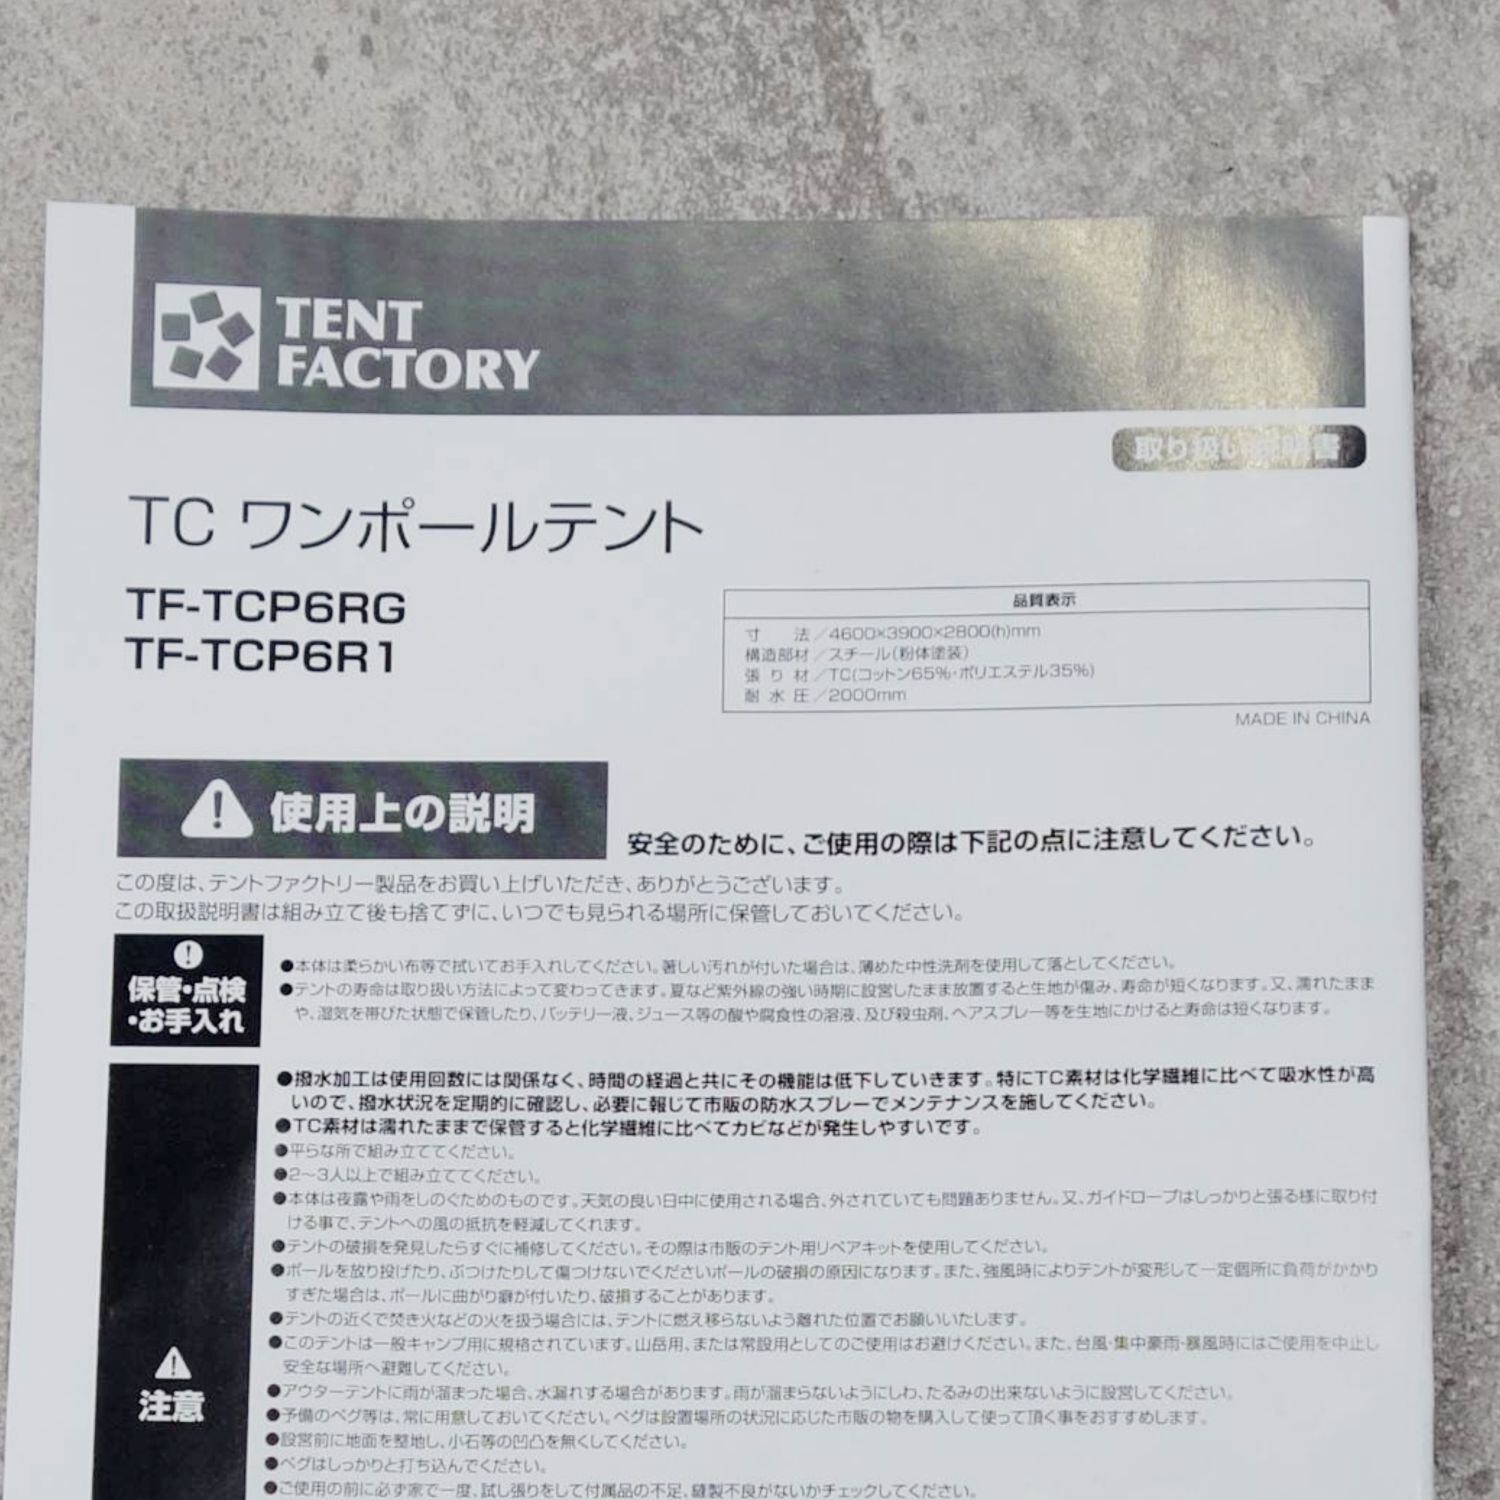 TENT
FACTORY
取り扱い説明書
TC ワンポールテント
TF-TCP6RG
TF-TCP6R1
品質表示
寸　法／4600×3900×2800(h)mm
構造部材／スチール(粉体塗装)
張り材／TC(コットン65%・ポリエステル35%)
耐水圧／2000mm
MADE IN CHINA
使用上の説明
安全のために、ご使用の際は下記の点に注意してください。
この度は、テントファクトリー製品をお買い上げいただき、ありがとうございます。
この取扱説明書は組み立て後も捨てずに、いつでも見られる場所に保管しておいてください。
保管・点検
・お手入れ
●本体は柔らかい布等で拭いてお手入れしてください。著しい汚れが付いた場合は、薄めた中性洗剤を使用して落としてください。
●テントの寿命は取り扱い方法によって変わってきます。夏など紫外線の強い時期に設営したまま放置すると生地が傷み、寿命が短くなります。又、濡れたまま
や、湿気を帯びた状態で保管したり、バッテリー液、ジュース等の酸や腐食性の溶液、及び殺虫剤、ヘアスプレー等を生地にかけると寿命は短くなります。
注意
●撥水加工は使用回数には関係なく、時間の経過と共にその機能は低下していきます。特にTC素材は化学繊維に比べて吸水性が高
いので、撥水状況を定期的に確認し、必要に報じて市販の防水スプレーでメンテナンスを施してください。
●TC素材は濡れたままで保管すると化学繊維に比べてカビなどが発生しやすいです。
●平らな所で組み立ててください。
●2～3人以上で組み立ててください。
●本体は夜露や雨をしのぐためのものです。天気の良い日中に使用される場合、外されていても問題ありません。又、ガイドロープはしっかりと張る様に取り付
ける事で、テントへの風の抵抗を軽減してくれます。
●テントの破損を発見したらすぐに補修してください。その際は市販のテント用リペアキットを使用してください。
●ポールを放り投げたり、ぶつけたりして傷つけないでくださいポールの破損の原因になります。また、強風時によりテントが変形して一定個所に負荷がかかり
すぎた場合は、ポールに曲がり癖が付いたり、破損することがあります。
●テントの近くで焚き火などの火を扱う場合には、テントに燃え移らないよう離れた位置でお願いいたします。
●このテントは一般キャンプ用に規格されています。山岳用、または常設用としてのご使用はお避けください。また、台風・集中豪雨・暴風時にはご使用を中止し
安全な場所へ避難してください。
●アウターテントに雨が溜まった場合、水漏れする場合があります。雨が溜まらないようにしわ、たるみの出来ないように設営してください。
●予備のペグ等は、常に用意しておいてください。ペグは設置場所の状況に応じた市販の物を購入して使って頂く事をおすすめします。
●設営前に地面を整地し、小石等の凹凸を無くしてください。
●ペグはしっかりと打ち込んでください。
●ご使用の前に必ず家で一度、試し張りをして付属品の不足、縫製不良がないかチェックしてください。